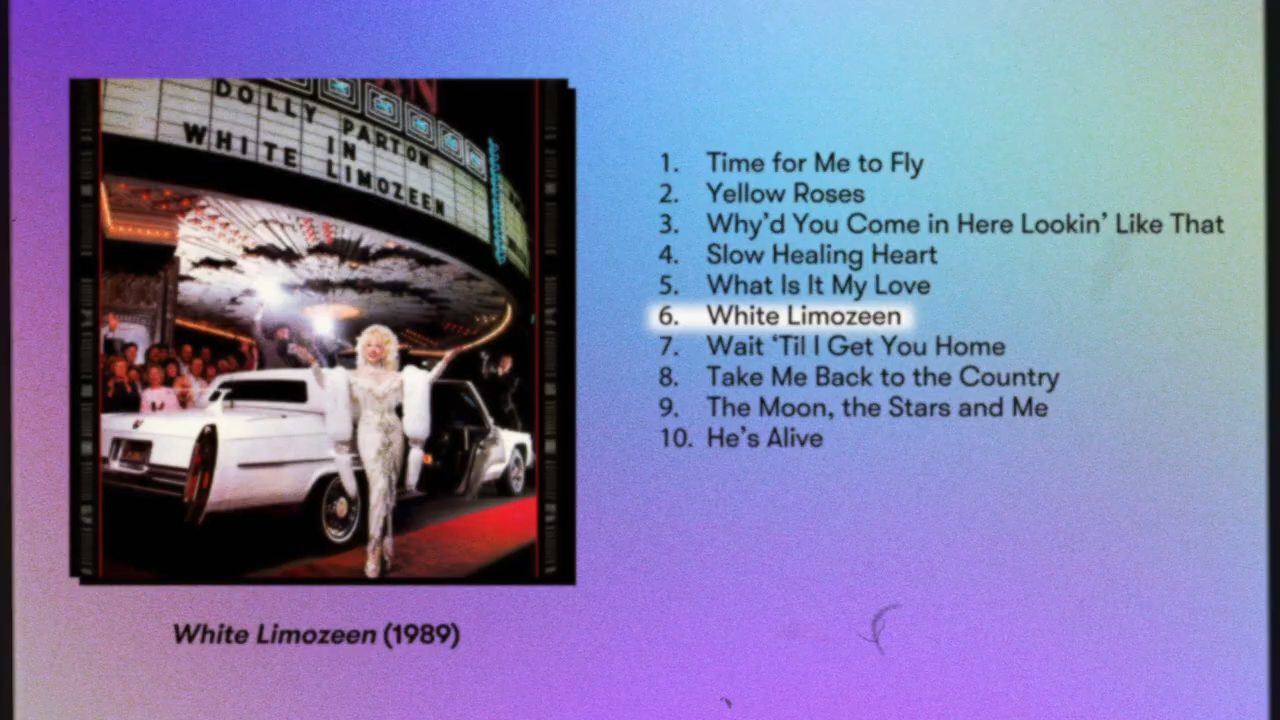 DOLLY PARTON
IN
WHITE LIMOZEEN
1. Time for Me to Fly
2. Yellow Roses
3. Why’d You Come in Here Lookin’ Like That
4. Slow Healing Heart
5. What Is It My Love
6. White Limozeen
7. Wait ‘Til I Get You Home
8. Take Me Back to the Country
9. The Moon, the Stars and Me
10. He’s Alive
White Limozeen (1989)